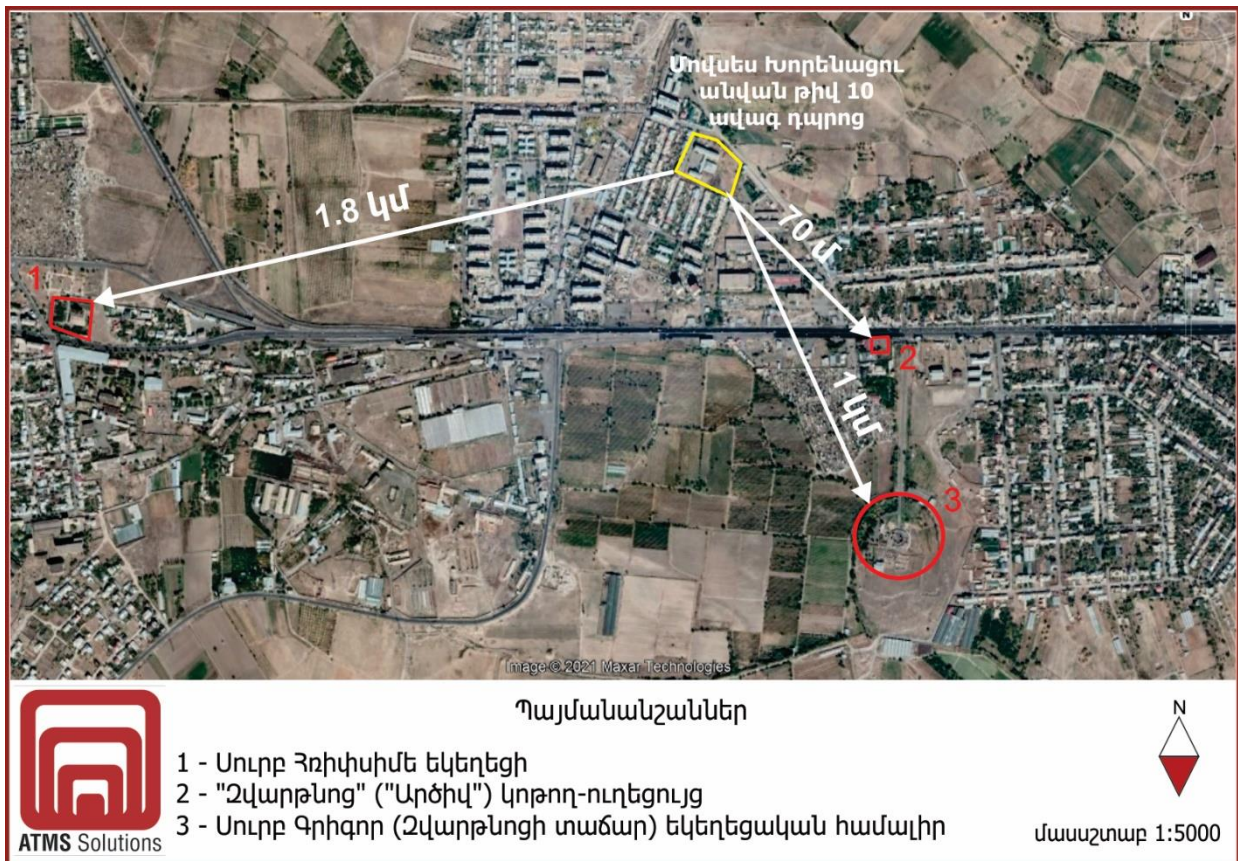 Մովսես Խորենացու
անվան թիվ 10
ավագ դպրոց
1.8 կմ
70 մ
1
2
1 կմ
3
Image © 2021 Maxar Technologies
Պայմանանշաններ
N
1 - Սուրբ Հռիփսիմե եկեղեցի
2 - "Զվարթնոց" ("Արծիվ") կոթող-ուղեցույց
3 - Սուրբ Գրիգոր (Զվարթնոցի տաճար) եկեղեցական համալիր
մասշտաբ 1:5000
ATMS Solutions